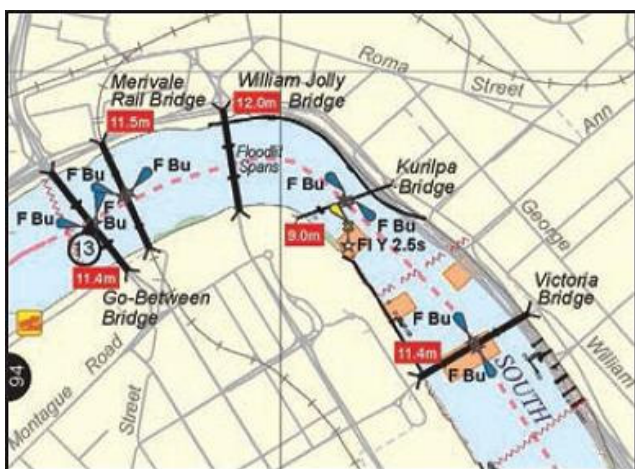 Roma
Street
Ann
Merivale
Rail Bridge
11.5m
William Jolly
12.0m
Bridge
Floodlit
Spans
Kurilpa
Bridge
F Bu
F Bu
F Bu
F Bu
F Bu
F Bu
9.0m
Fl Y 2.5s
George
13
11.4m
Go-Between
Bridge
Victoria
Bridge
F Bu
11.4m
F Bu
SOUTH
William
94
Montague
Road
Street